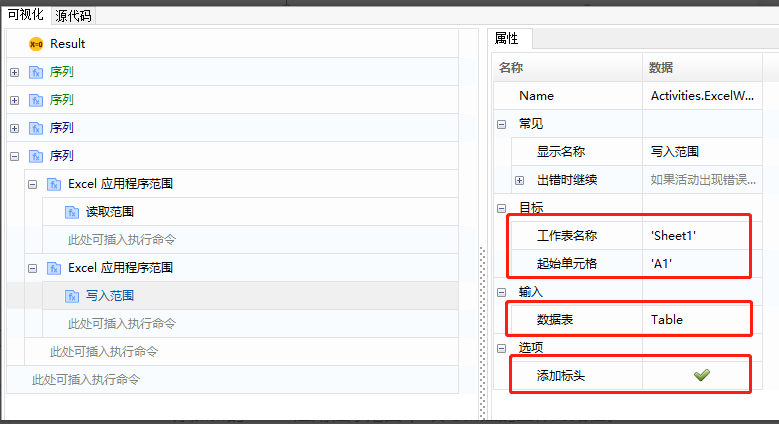 可视化 源代码
Result
序列
序列
序列
序列
Excel 应用程序范围
读取范围
此处可插入执行命令
Excel 应用程序范围
写入范围
此处可插入执行命令
此处可插入执行命令
此处可插入执行命令
属性
名称 数据
Name Activities.ExcelW...
常见
显示名称 写入范围
出错时继续 如果活动出现错误...
目标
工作表名称 'Sheet1'
起始单元格 'A1'
输入
数据表 Table
选项
添加标头